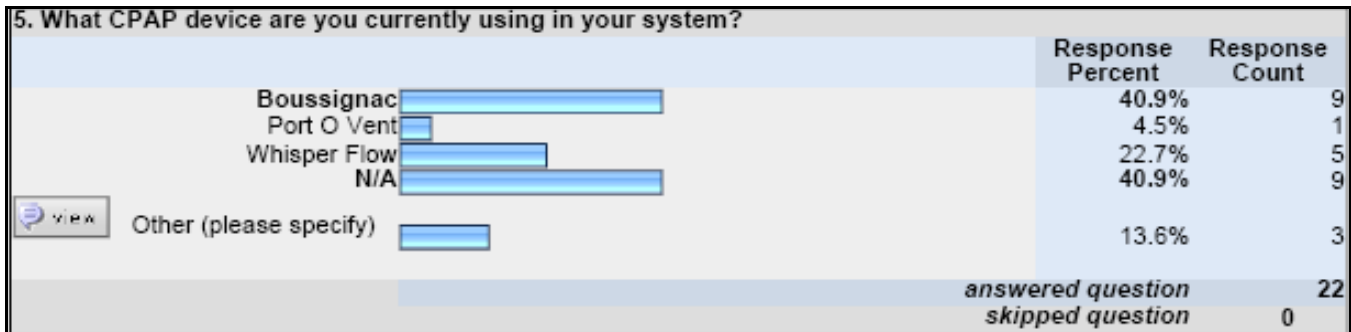 5. What CPAP device are you currently using in your system?
Response Percent
Response Count
Boussignac 40.9% 9
Port O Vent 4.5% 1
Whisper Flow 22.7% 5
N/A 40.9% 9
view Other (please specify) 13.6% 3
answered question 22
skipped question 0